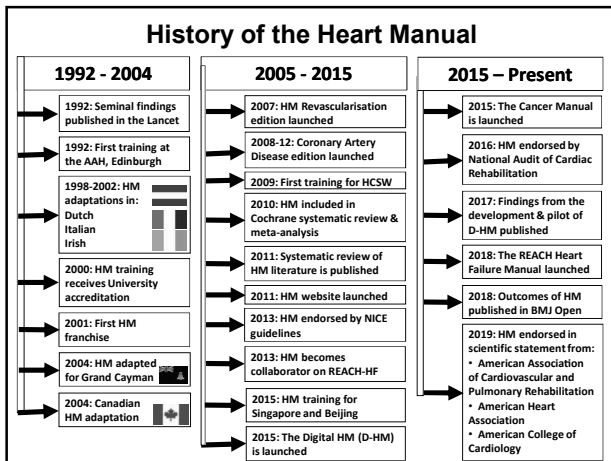 History of the Heart Manual
1992 - 2004
1992: Seminal findings
published in the Lancet
1992: First training at
the AAH, Edinburgh
1998-2002: HM
adaptations in:
Dutch
Italian
Irish
2000: HM training
receives University
accreditation
2001: First HM
franchise
2004: HM adapted
for Grand Cayman
2004: Canadian
HM adaptation
2005 - 2015
2007: HM Revascularisation
edition launched
2008-12: Coronary Artery
Disease edition launched
2009: First training for HCSW
2010: HM included in
Cochrane systematic review &
meta-analysis
2011: Systematic review of
HM literature is published
2011: HM website launched
2013: HM endorsed by NICE
guidelines
2013: HM becomes
collaborator on REACH-HF
2015: HM training for
Singapore and Beijing
2015: The Digital HM (D-HM)
is launched
2015 – Present
2015: The Cancer Manual
is launched
2016: HM endorsed by
National Audit of Cardiac
Rehabilitation
2017: Findings from the
development & pilot of
D-HM published
2018: The REACH Heart
Failure Manual launched
2018: Outcomes of HM
published in BMJ Open
2019: HM endorsed in
scientific statement from:
• American Association
of Cardiovascular and
Pulmonary Rehabilitation
• American Heart
Association
• American College of
Cardiology